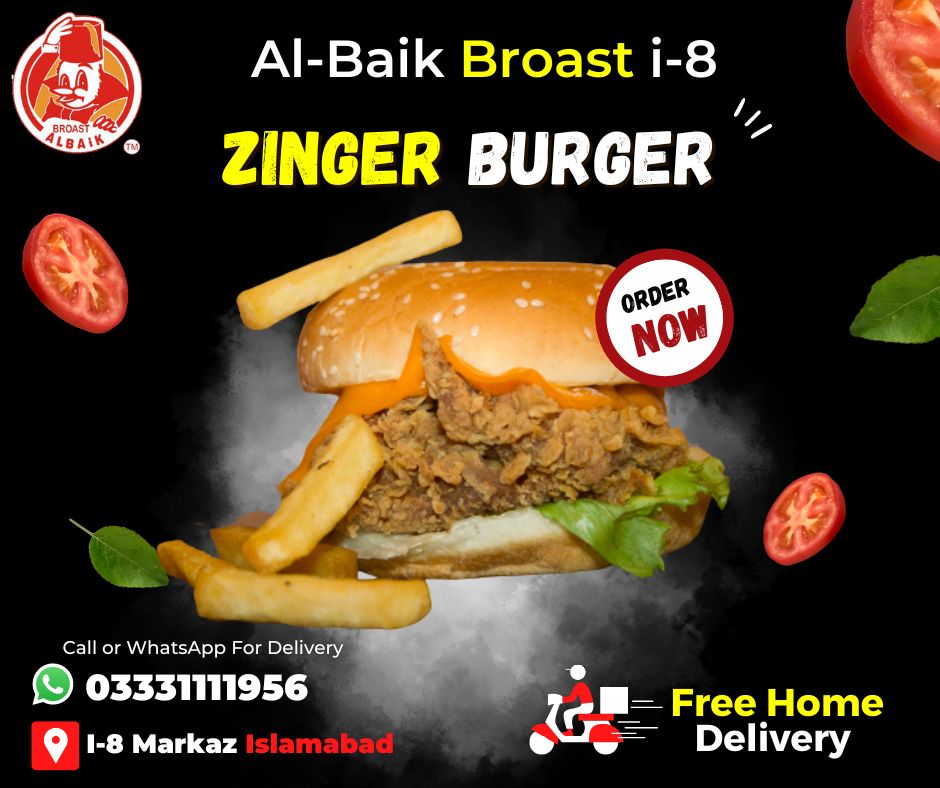 BROAST
ALBAiK
TM
Al-Baik Broast i-8
ZINGER BURGER
ORDER
NOW
Call or WhatsApp For Delivery
03331111956
I-8 Markaz Islamabad
Free Home
Delivery